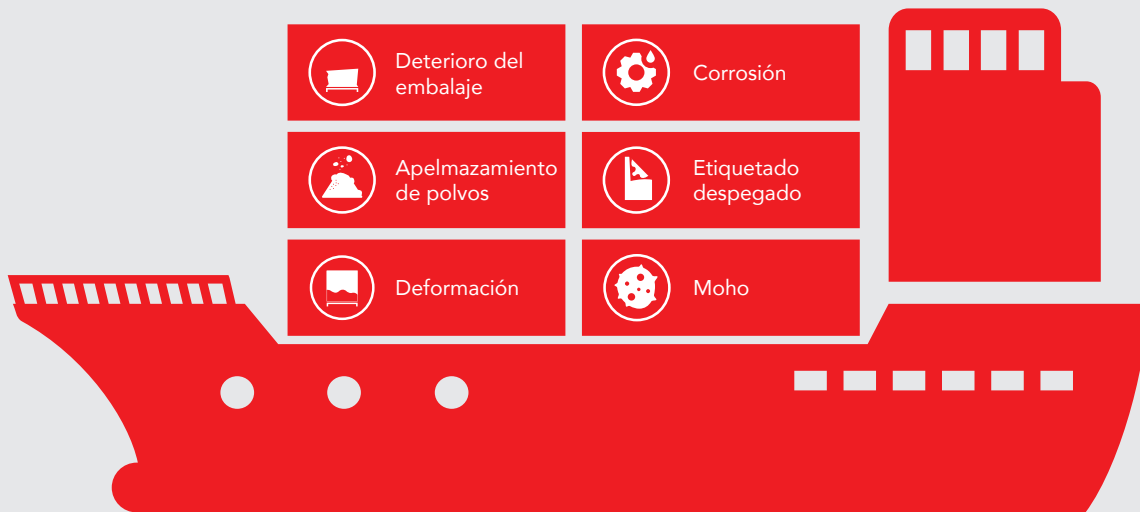 Deterioro del
embalaje
Corrosión
Apelmazamiento
de polvos
Etiquetado
despegado
Deformación
Moho